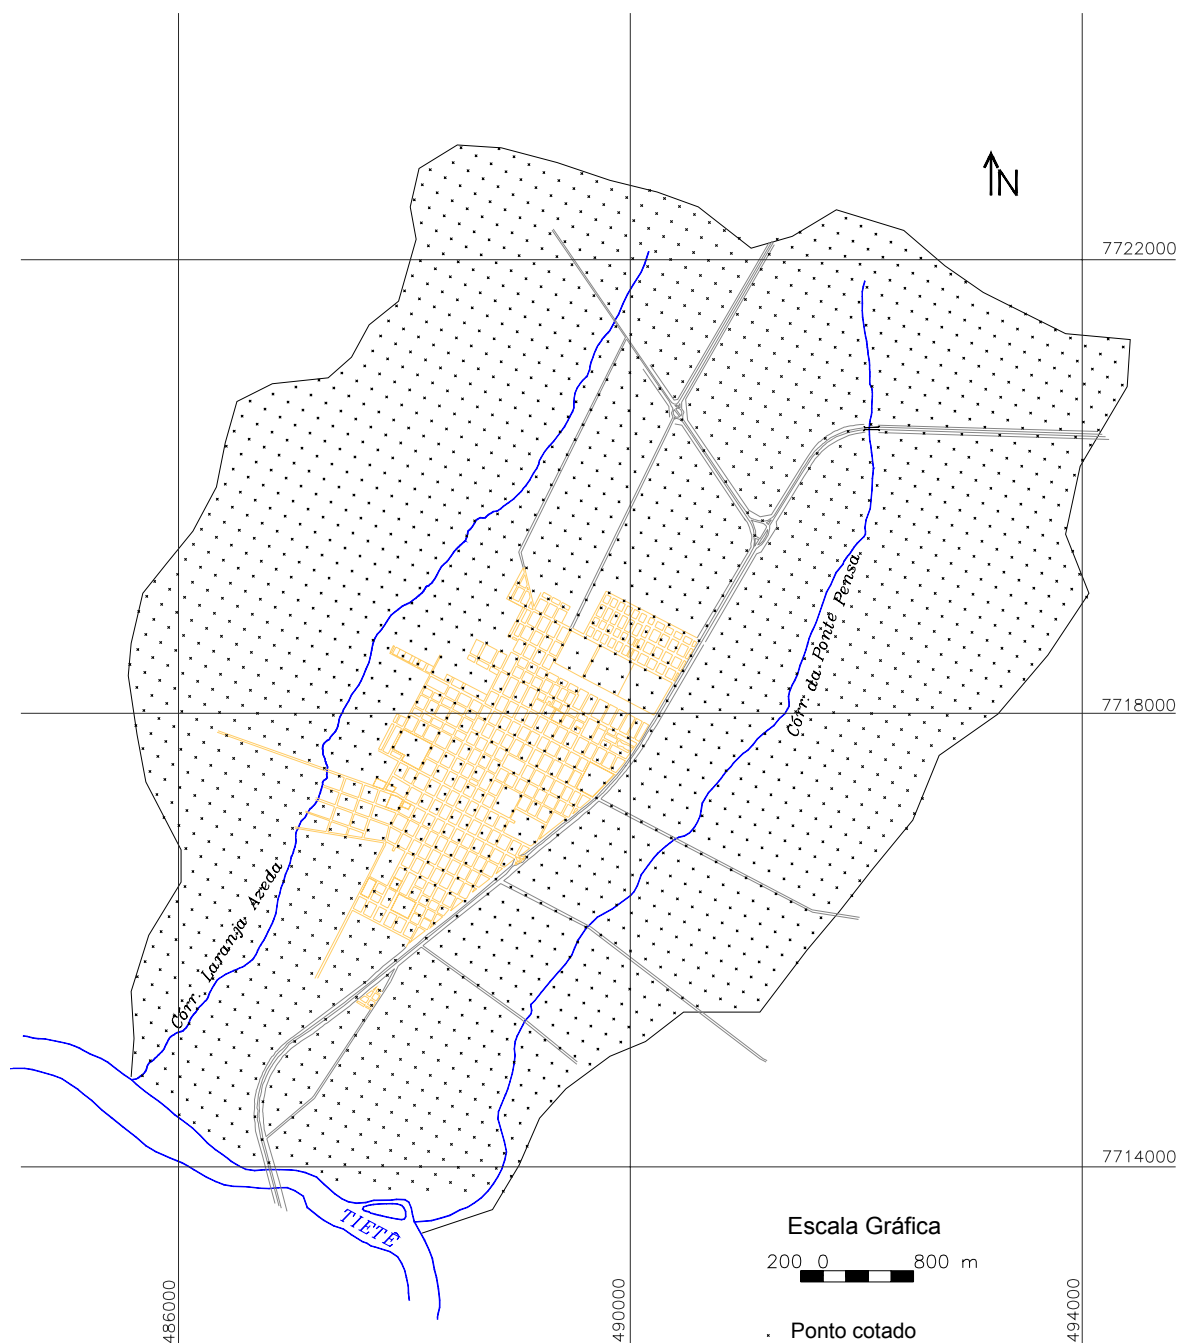 N
7722000
Córr. da Ponte Pensa
7718000
Córr. Laranja Azeda
7714000
TIETÊ
Escala Gráfica
200 0 800 m
Ponto cotado
486000
490000
494000